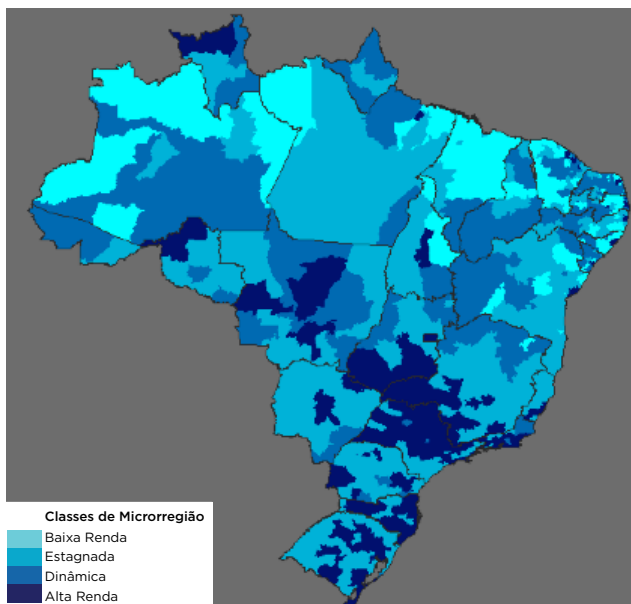 Classes de Microrregião
Baixa Renda
Estagnada
Dinâmica
Alta Renda